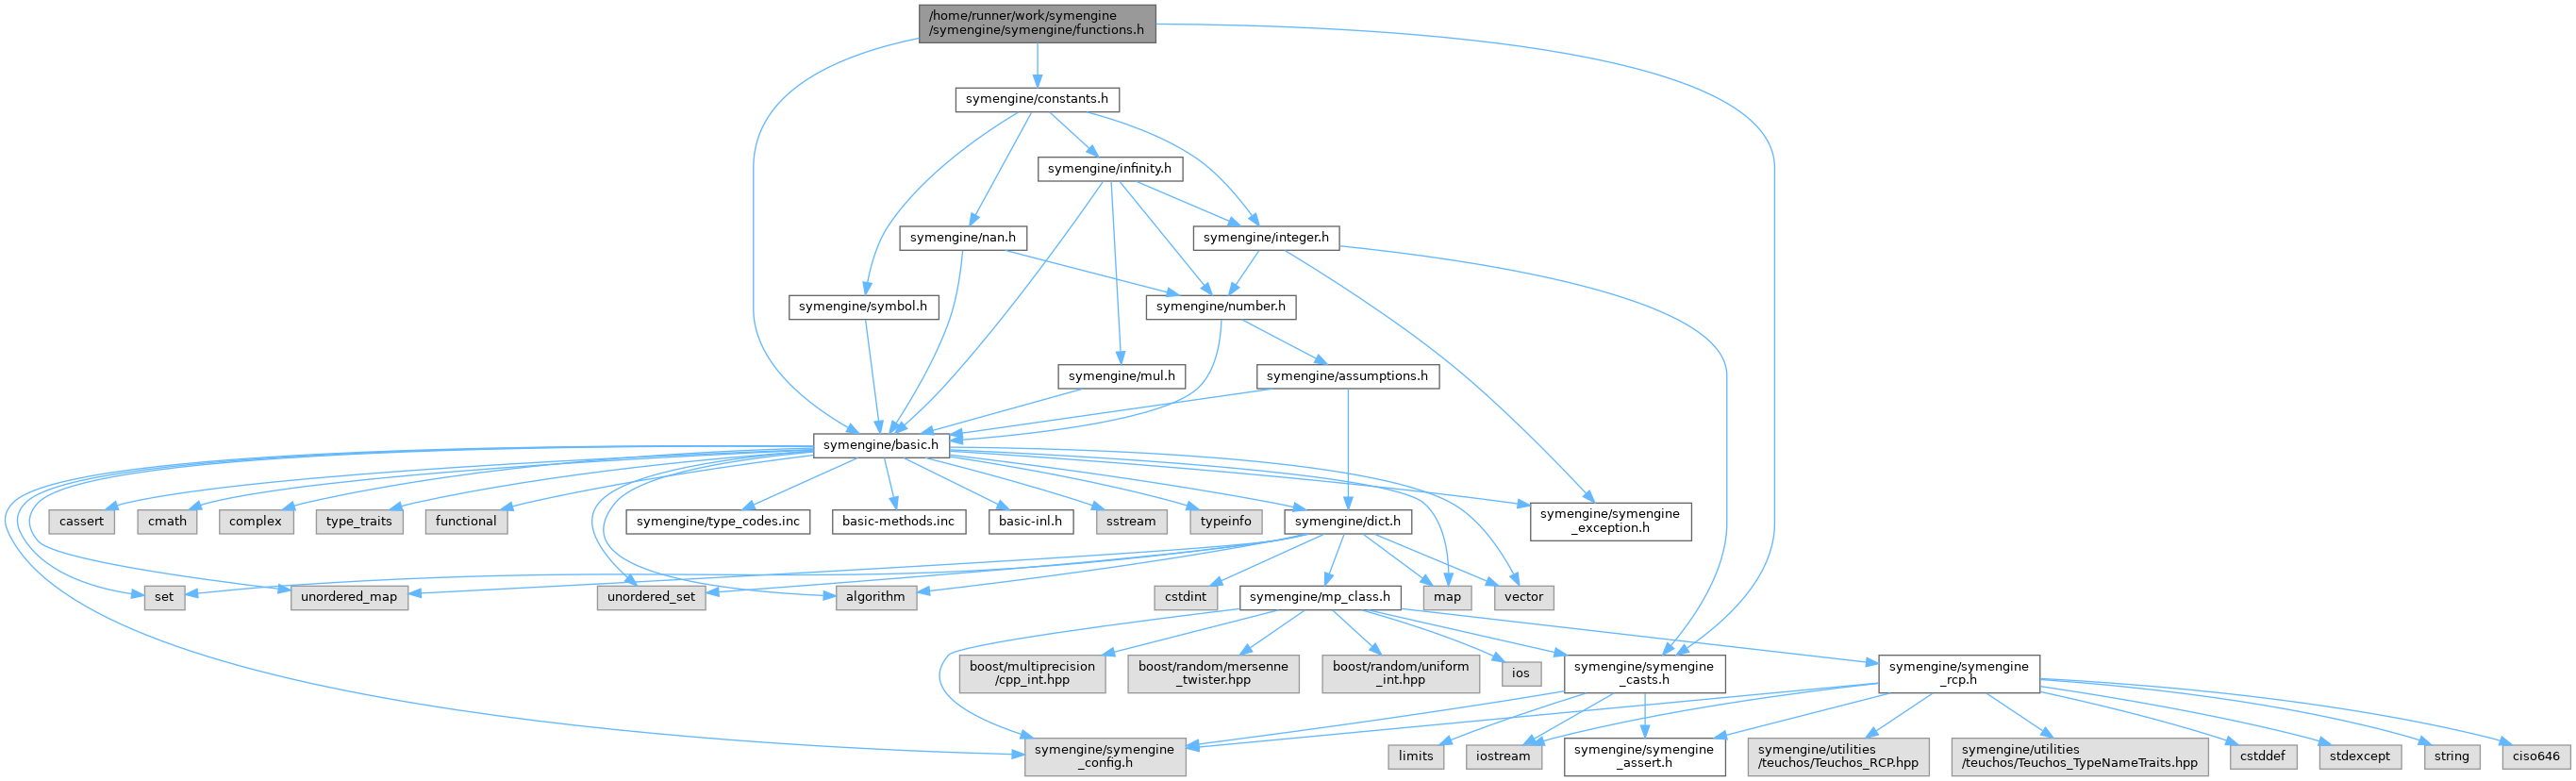 /home/runner/work/symengine
/symengine/symengine/functions.h
symengine/constants.h
symengine/infinity.h
symengine/nan.h
symengine/integer.h
symengine/symbol.h
symengine/number.h
symengine/mul.h
symengine/assumptions.h
symengine/basic.h
cassert
cmath
complex
type_traits
functional
symengine/type_codes.inc
basic-methods.inc
basic-inl.h
sstream
typeinfo
symengine/dict.h
symengine/symengine
_exception.h
set
unordered_map
unordered_set
algorithm
cstdint
symengine/mp_class.h
map
vector
boost/multiprecision
/cpp_int.hpp
boost/random/mersenne
_twister.hpp
boost/random/uniform
_int.hpp
ios
symengine/symengine
_casts.h
symengine/symengine
_rcp.h
symengine/symengine
_config.h
limits
iostream
symengine/symengine
_assert.h
symengine/utilities
/teuchos/Teuchos_RCP.hpp
symengine/utilities
/teuchos/Teuchos_TypeNameTraits.hpp
cstddef
stdexcept
string
ciso646